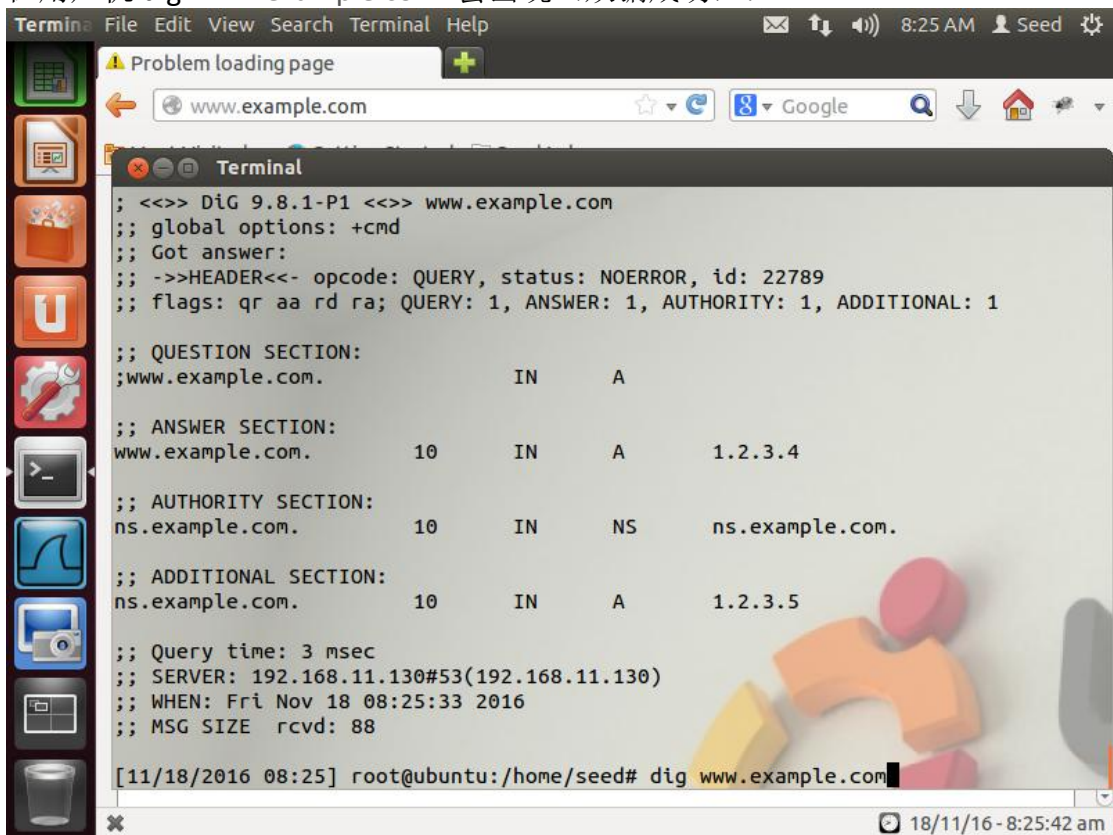 Termina File Edit View Search Terminal Help 8:25 AM Seed
Problem loading page
www.example.com Google
Terminal
; <<>> DiG 9.8.1-P1 <<>> www.example.com
;; global options: +cmd
;; Got answer:
;; ->>HEADER<<- opcode: QUERY, status: NOERROR, id: 22789
;; flags: qr aa rd ra; QUERY: 1, ANSWER: 1, AUTHORITY: 1, ADDITIONAL: 1
;; QUESTION SECTION:
;www.example.com. IN A
;; ANSWER SECTION:
www.example.com. 10 IN A 1.2.3.4
;; AUTHORITY SECTION:
ns.example.com. 10 IN NS ns.example.com.
;; ADDITIONAL SECTION:
ns.example.com. 10 IN A 1.2.3.5
;; Query time: 3 msec
;; SERVER: 192.168.11.130#53(192.168.11.130)
;; WHEN: Fri Nov 18 08:25:33 2016
;; MSG SIZE rcvd: 88
[11/18/2016 08:25] root@ubuntu:/home/seed# dig www.example.com
18/11/16 - 8:25:42 am